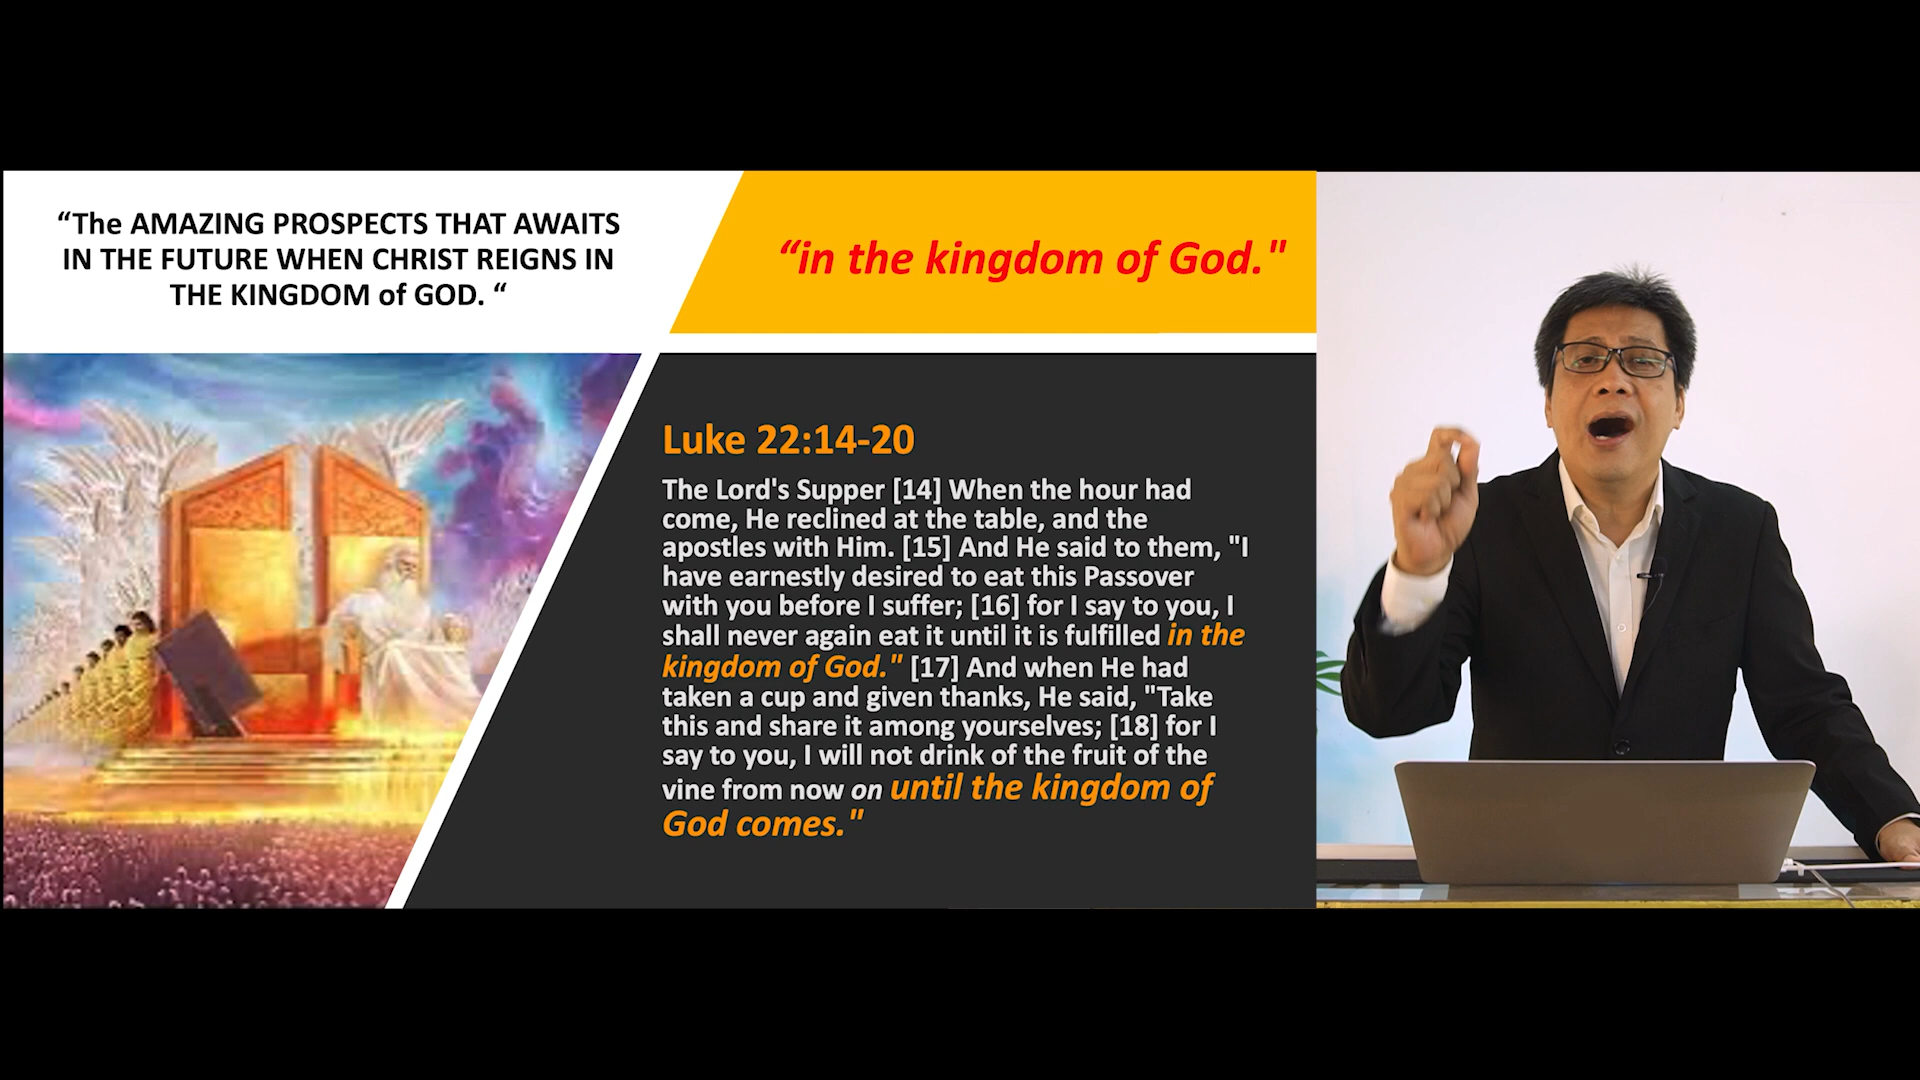 “The AMAZING PROSPECTS THAT AWAITS
IN THE FUTURE WHEN CHRIST REIGNS IN
THE KINGDOM of GOD. “
“in the kingdom of God."
Luke 22:14-20
The Lord's Supper [14] When the hour had
come, He reclined at the table, and the
apostles with Him. [15] And He said to them, "I
have earnestly desired to eat this Passover
with you before I suffer; [16] for I say to you, I
shall never again eat it until it is fulfilled in the
kingdom of God." [17] And when He had
taken a cup and given thanks, He said, "Take
this and share it among yourselves; [18] for I
say to you, I will not drink of the fruit of the
vine from now on until the kingdom of
God comes."